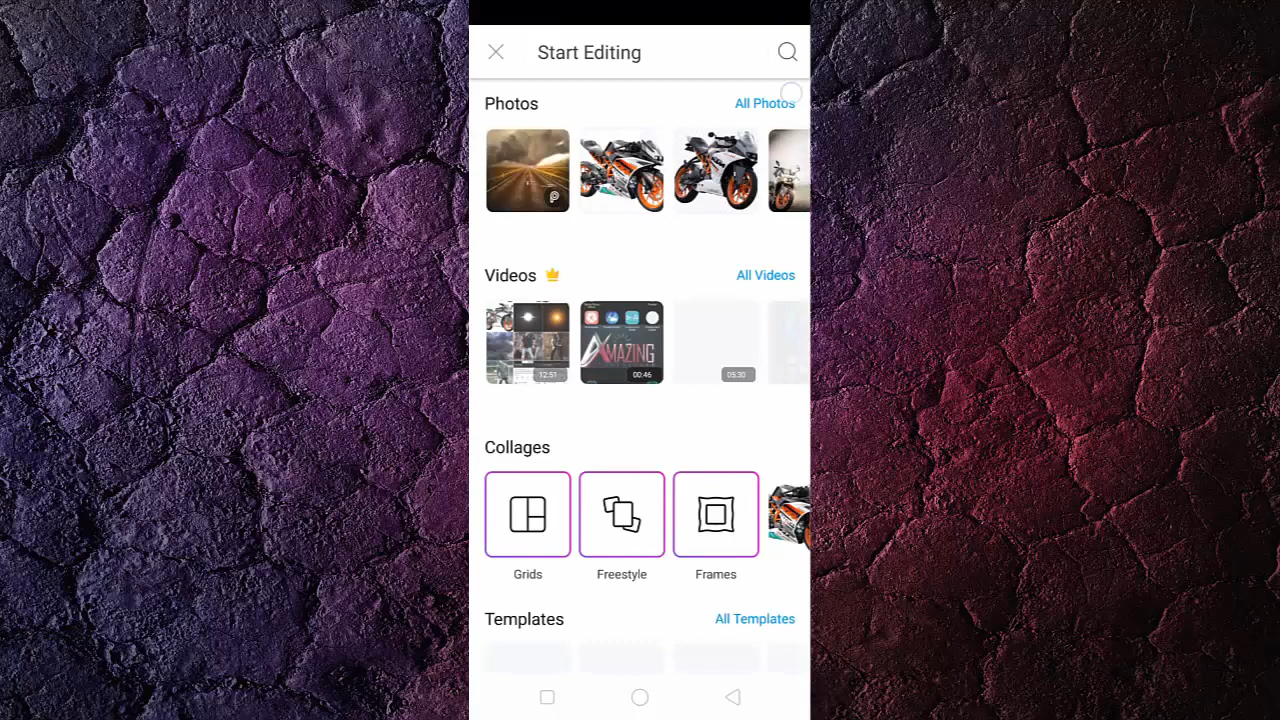 Start Editing
Photos
All Photos
Videos
All Videos
12:51
00:46
05:30
AMAZING
Collages
Grids
Freestyle
Frames
Templates
All Templates